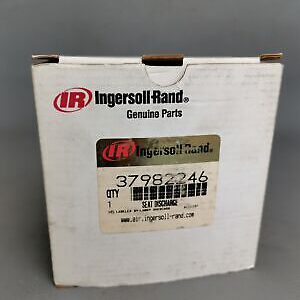 IR Ingersoll-Rand®
Genuine Parts
IR Ingersoll-Rand.
37982246
QTY
1 SEAT DISCHARGE
www.air.ingersoll-rand.com